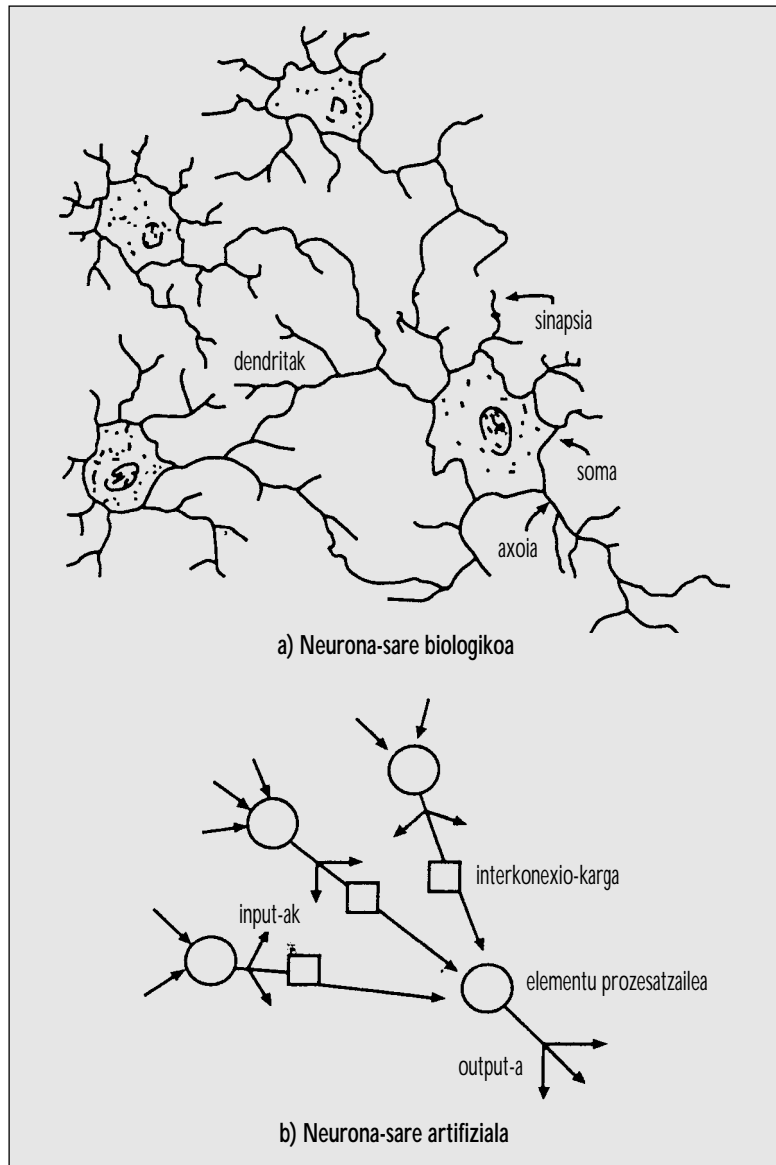 sinapsia
dendritak
soma
axoia
a) Neurona-sare biologikoa
interkonexio-karga
input-ak
elementu prozesatzailea
output-a
b) Neurona-sare artifiziala